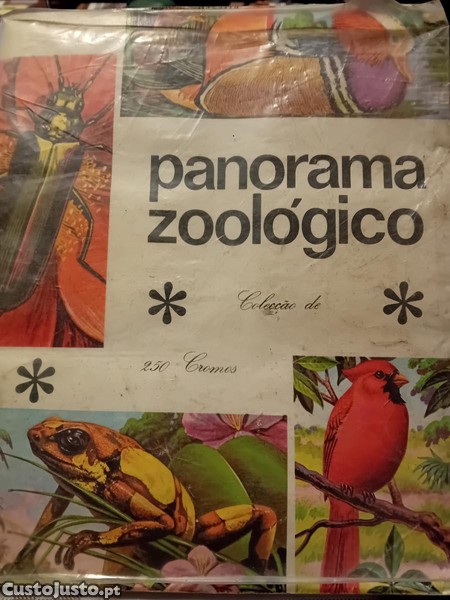 panorama
zoológico
Colecção de
250 Cromos
CustoJusto.pt